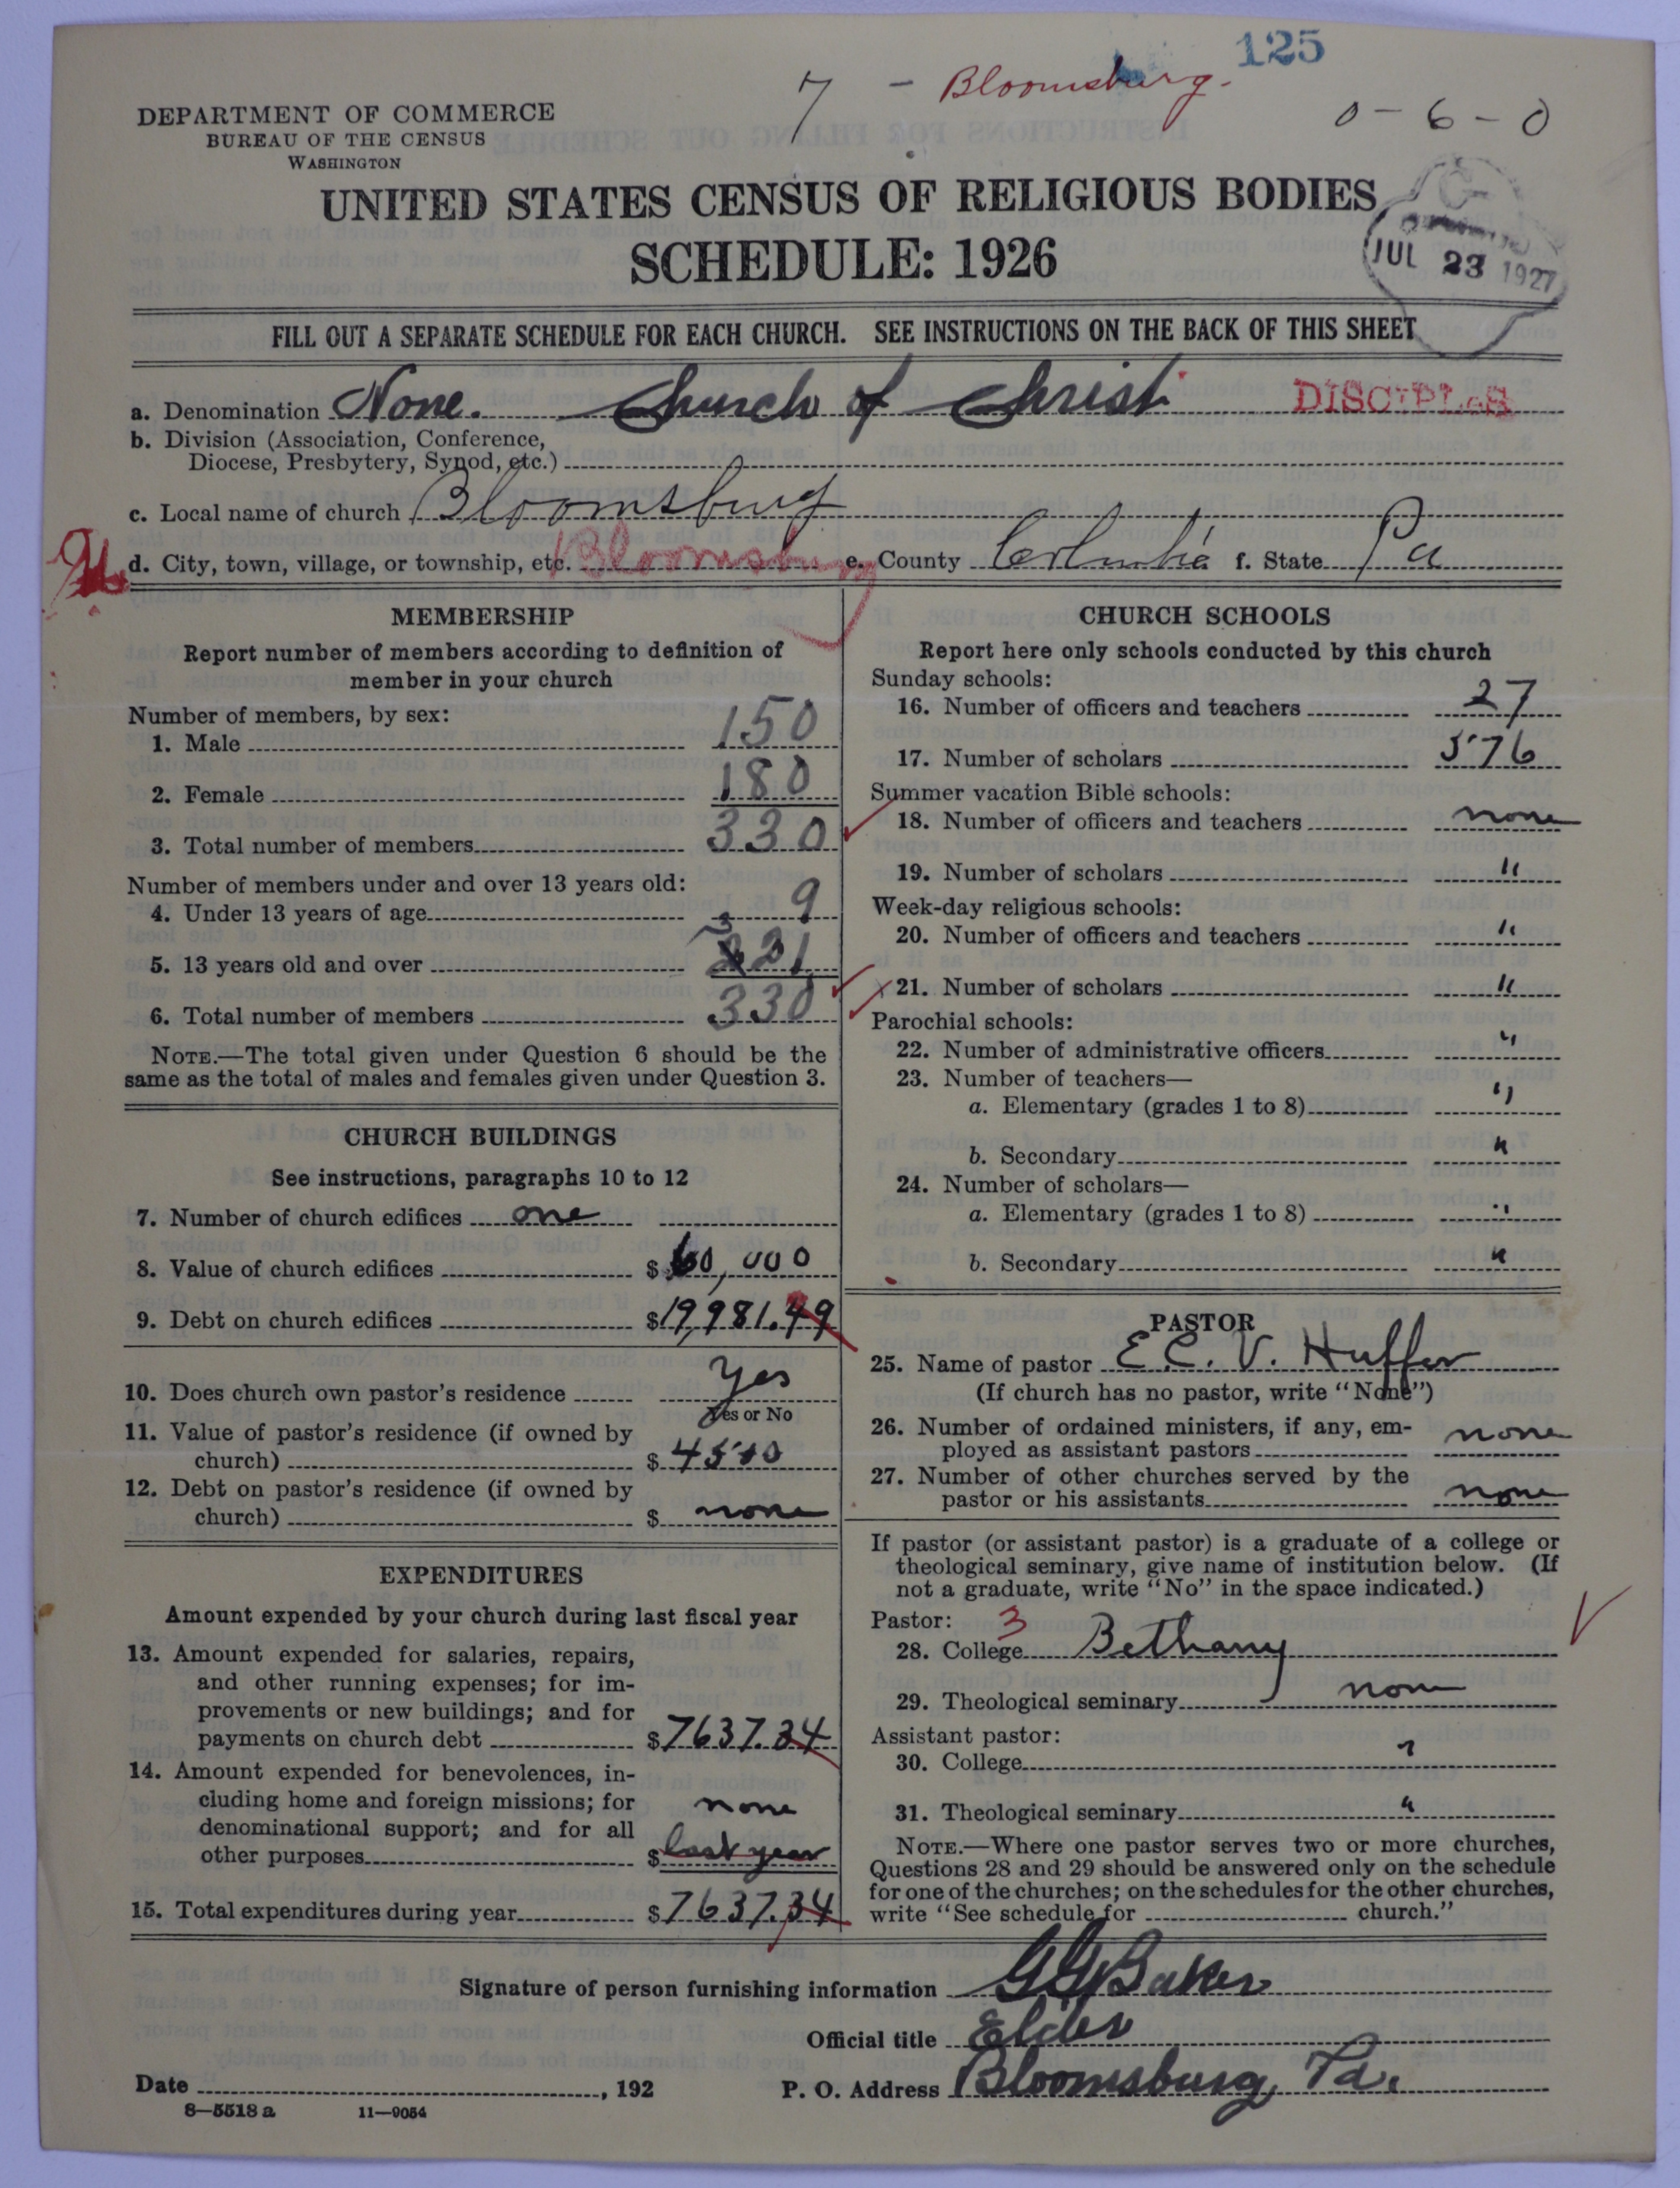 125
7 - Bloomsburg.
0-6-0
DEPARTMENT OF COMMERCE
BUREAU OF THE CENSUS
WASHINGTON
UNITED STATES CENSUS OF RELIGIOUS BODIES
SCHEDULE: 1926
JUL 23 1927
FILL OUT A SEPARATE SCHEDULE FOR EACH CHURCH. SEE INSTRUCTIONS ON THE BACK OF THIS SHEET
a. Denomination None. Church of Christ DISCIPLES
b. Division (Association, Conference,
Diocese, Presbytery, Synod, etc.)
c. Local name of church Bloomsburg
d. City, town, village, or township, etc. Bloomsburg e. County Columbia f. State Pa
MEMBERSHIP
Report number of members according to definition of
member in your church
Number of members, by sex:
1. Male 150
2. Female 180
3. Total number of members 330
Number of members under and over 13 years old:
4. Under 13 years of age 9
5. 13 years old and over 321
6. Total number of members 330
NOTE.—The total given under Question 6 should be the
same as the total of males and females given under Question 3.
CHURCH BUILDINGS
See instructions, paragraphs 10 to 12
7. Number of church edifices one
8. Value of church edifices $60,000
9. Debt on church edifices $19,981.49
10. Does church own pastor's residence Yes
Yes or No
11. Value of pastor's residence (if owned by
church) $4500
12. Debt on pastor's residence (if owned by
church) $ none
EXPENDITURES
Amount expended by your church during last fiscal year
13. Amount expended for salaries, repairs,
and other running expenses; for im-
provements or new buildings; and for
payments on church debt $7637.34
14. Amount expended for benevolences, in-
cluding home and foreign missions; for none
denominational support; and for all
other purposes $ last year
15. Total expenditures during year $7637.34
CHURCH SCHOOLS
Report here only schools conducted by this church
Sunday schools:
16. Number of officers and teachers 27
17. Number of scholars 576
Summer vacation Bible schools:
18. Number of officers and teachers none
19. Number of scholars "
Week-day religious schools:
20. Number of officers and teachers "
21. Number of scholars "
Parochial schools:
22. Number of administrative officers "
23. Number of teachers—
a. Elementary (grades 1 to 8) "
b. Secondary "
24. Number of scholars—
a. Elementary (grades 1 to 8) "
b. Secondary "
PASTOR
25. Name of pastor E. C. V. Huffer
(If church has no pastor, write "None")
26. Number of ordained ministers, if any, em-
ployed as assistant pastors none
27. Number of other churches served by the
pastor or his assistants none
If pastor (or assistant pastor) is a graduate of a college or
theological seminary, give name of institution below. (If
not a graduate, write "No" in the space indicated.)
Pastor: 3
28. College Bethany
29. Theological seminary none
Assistant pastor:
30. College "
31. Theological seminary "
NOTE.—Where one pastor serves two or more churches,
Questions 28 and 29 should be answered only on the schedule
for one of the churches; on the schedules for the other churches,
write "See schedule for church."
Signature of person furnishing information G G Baker
Official title Elder
Date , 192 P. O. Address Bloomsburg, Pa.
8—5518 a 11—9054